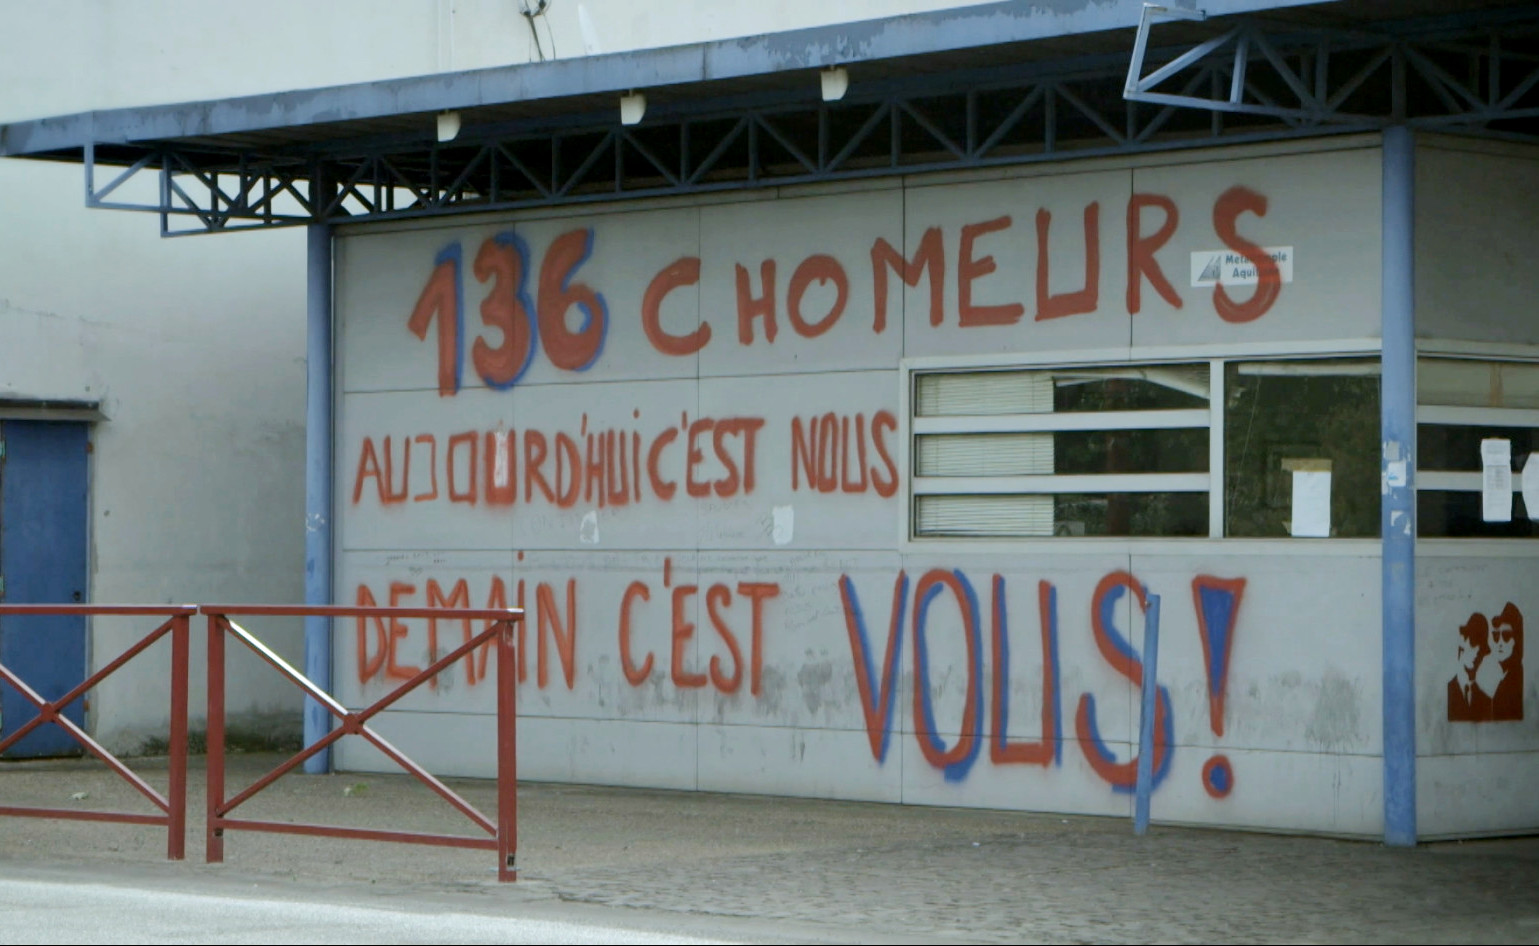 136 CHOMEURS
AUJOURD'HUI C'EST NOUS
DEMAIN C'EST VOUS !